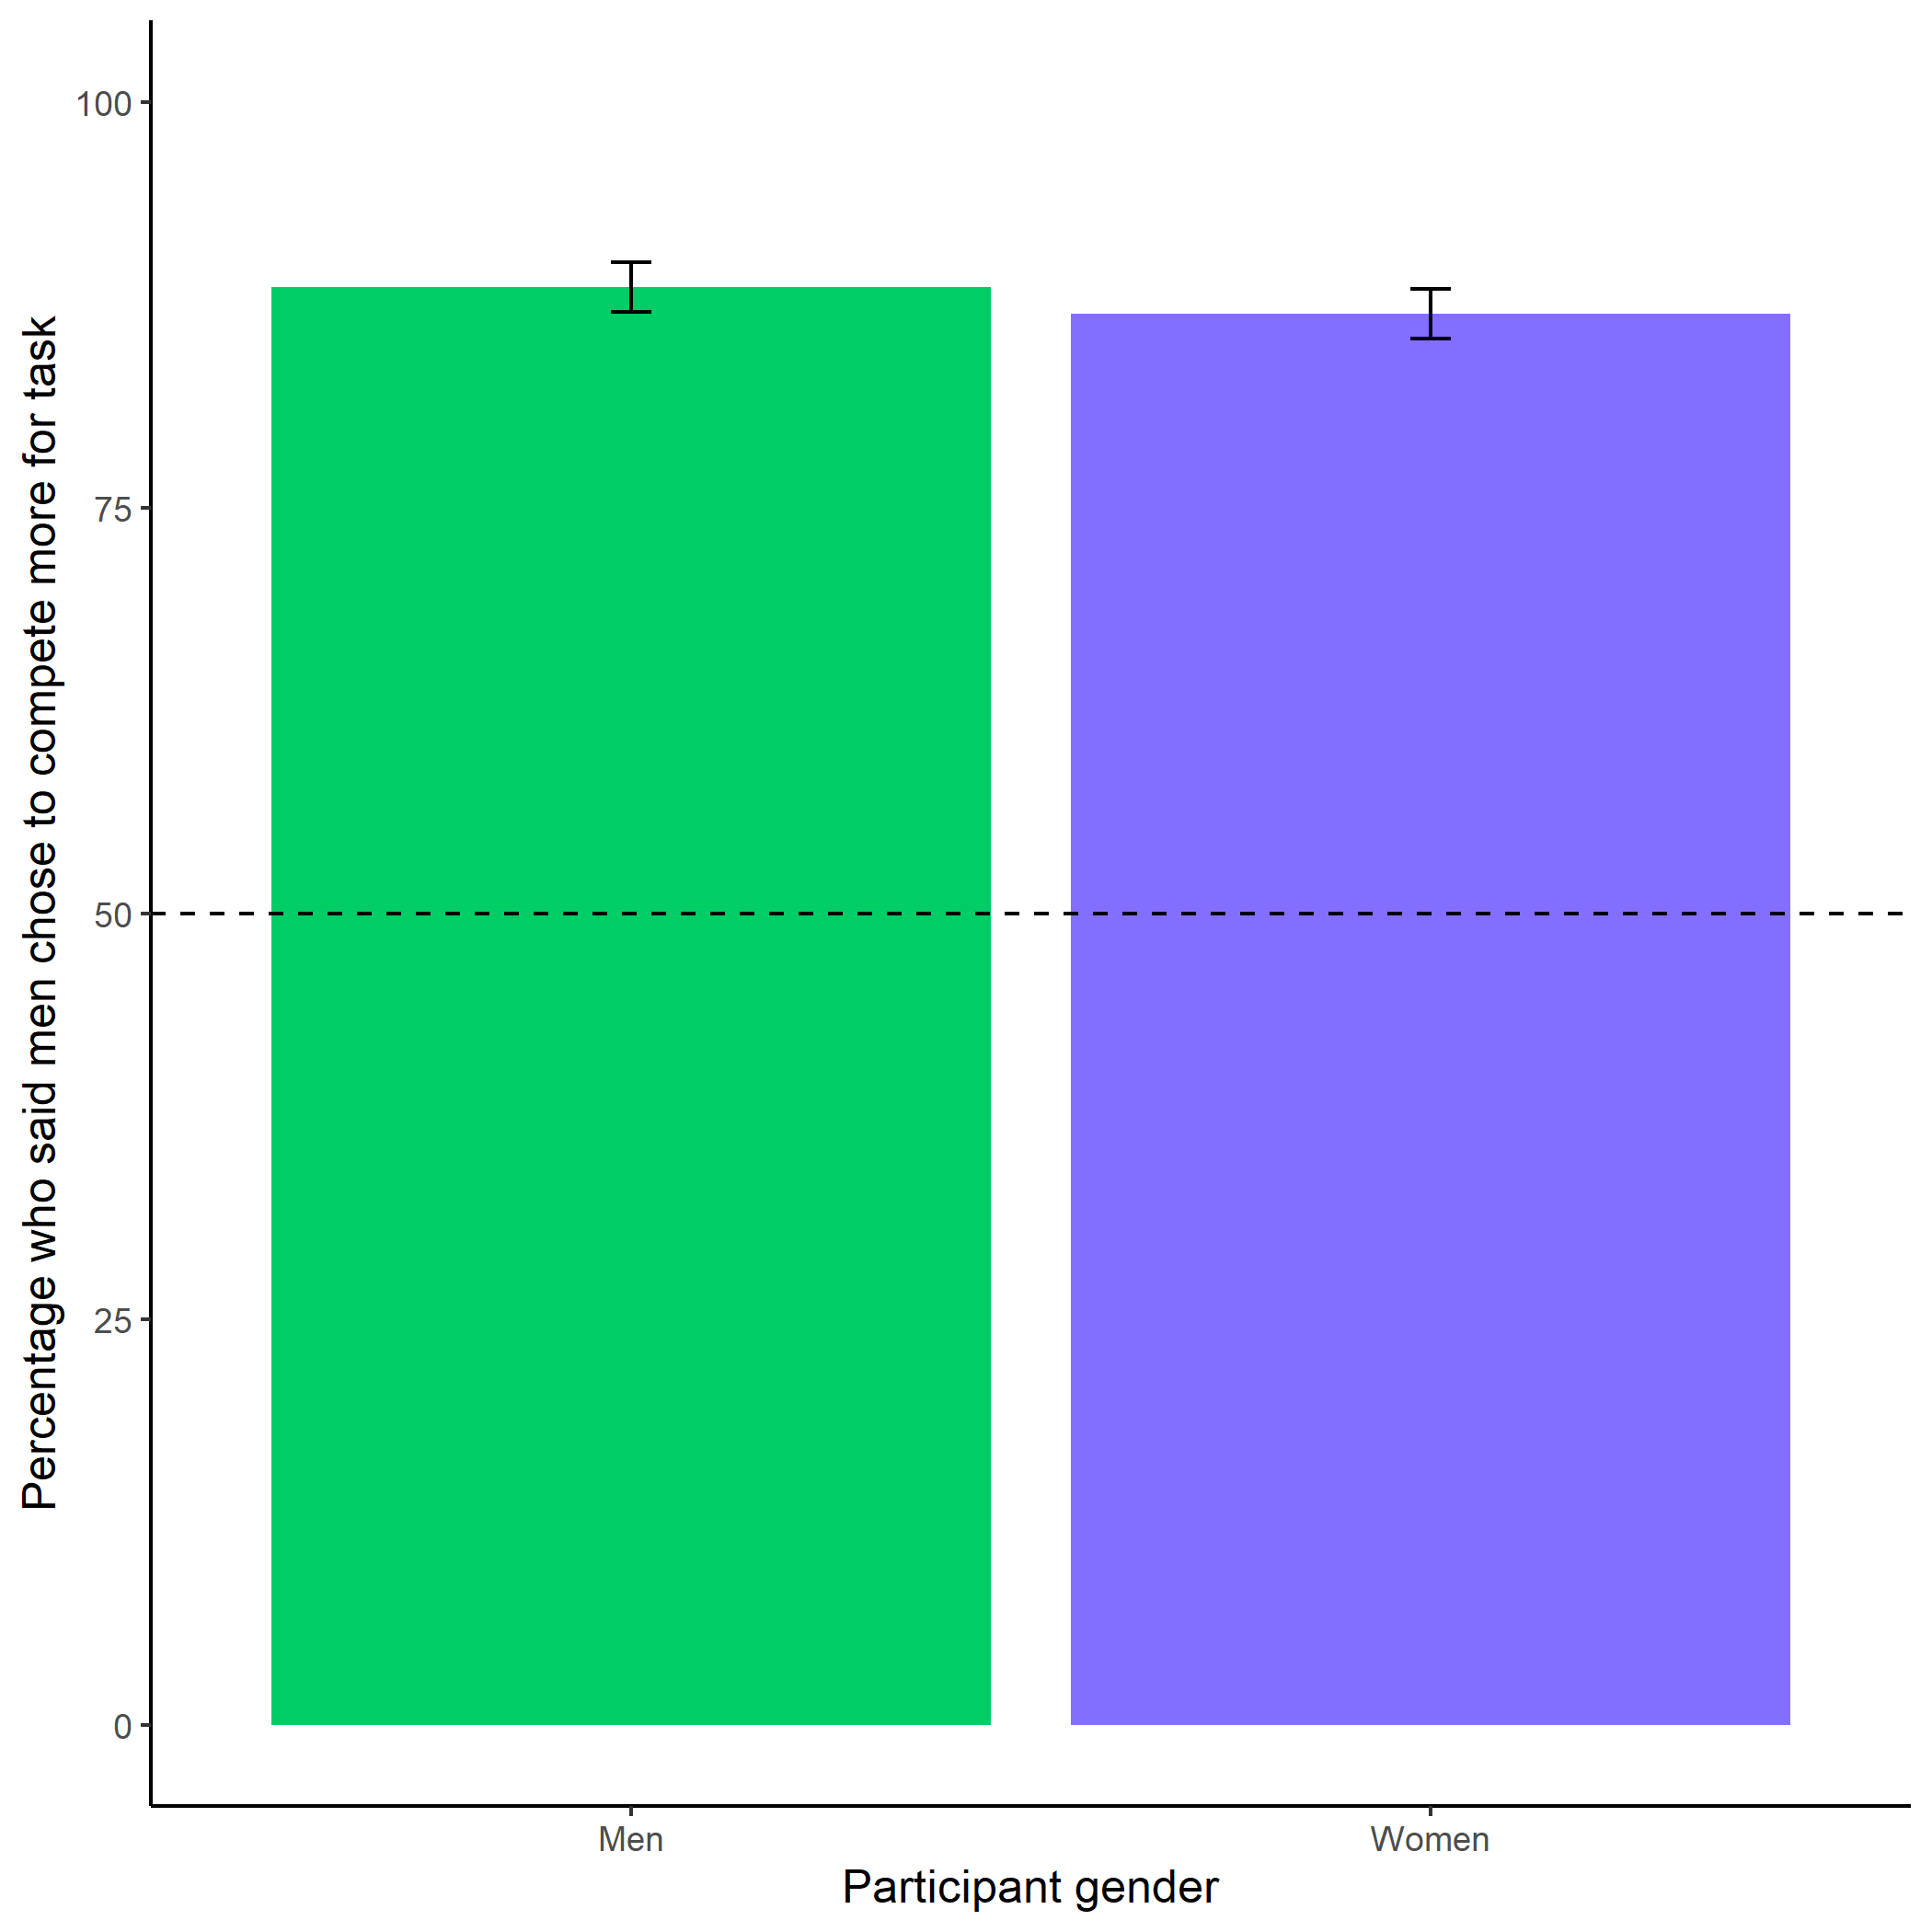 Percentage who said men chose to compete more for task
100
75
50
25
0
Men
Women
Participant gender